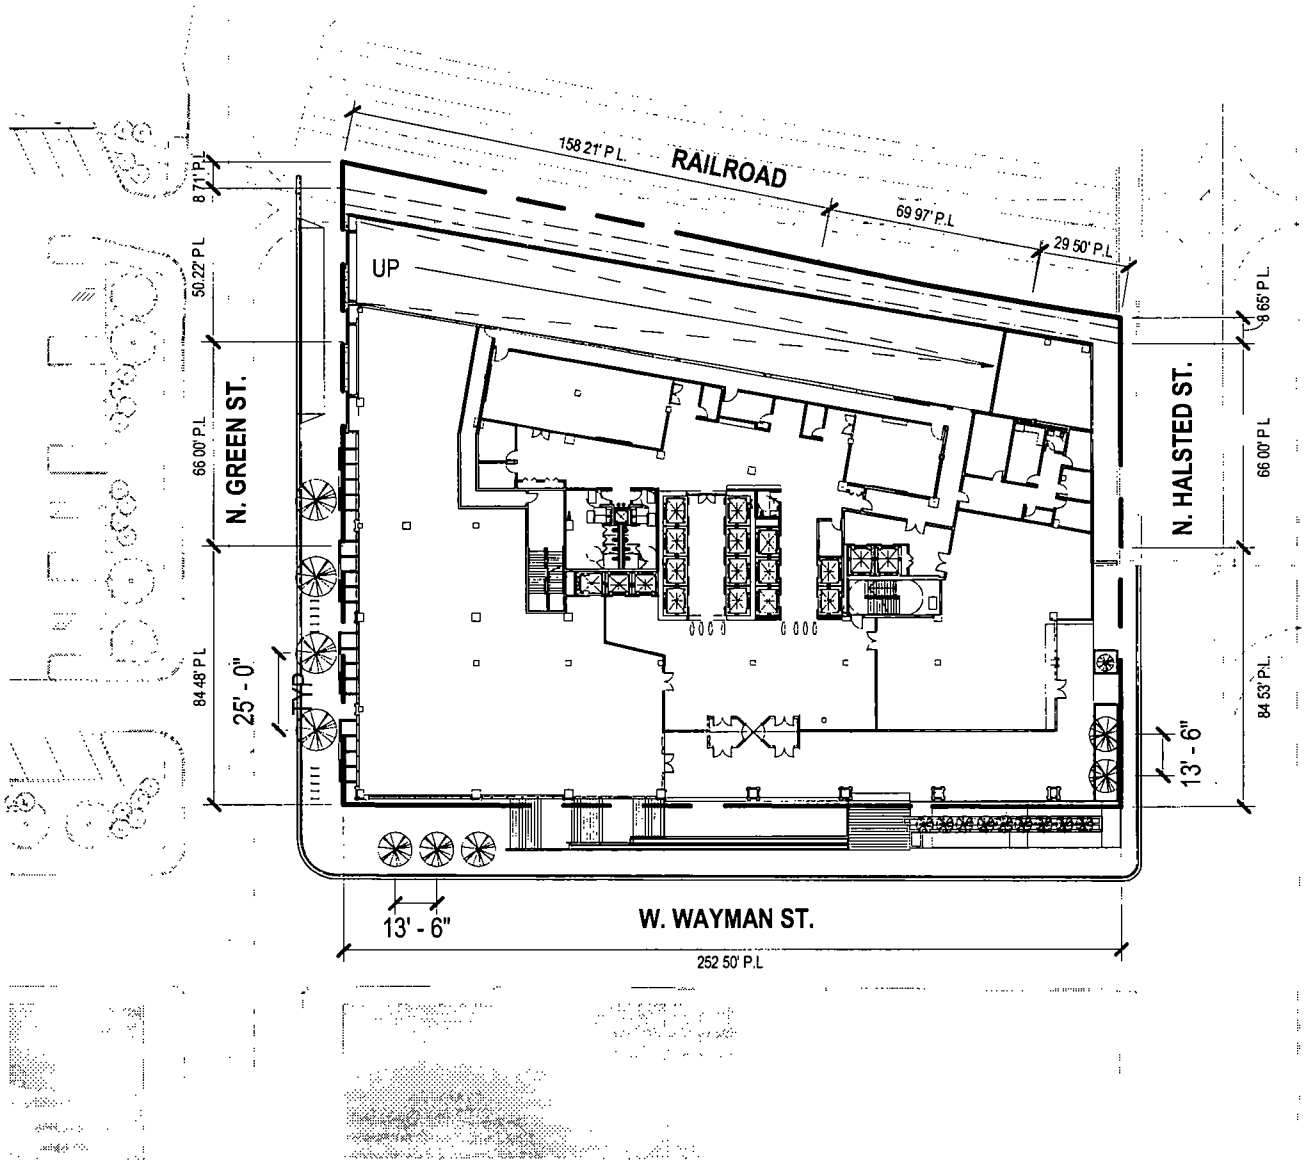 158 21' P L.
RAILROAD
69 97' P.L
29 50' P.L
8 71' P.L
50.22' P.L
66 00' P.L
84 48' P L
N. GREEN ST.
UP
8 65' P.L.
66 00' P.L
84 53' P.L.
N. HALSTED ST.
25' - 0"
TYP
13' - 6"
13' - 6"
W. WAYMAN ST.
252 50' P.L